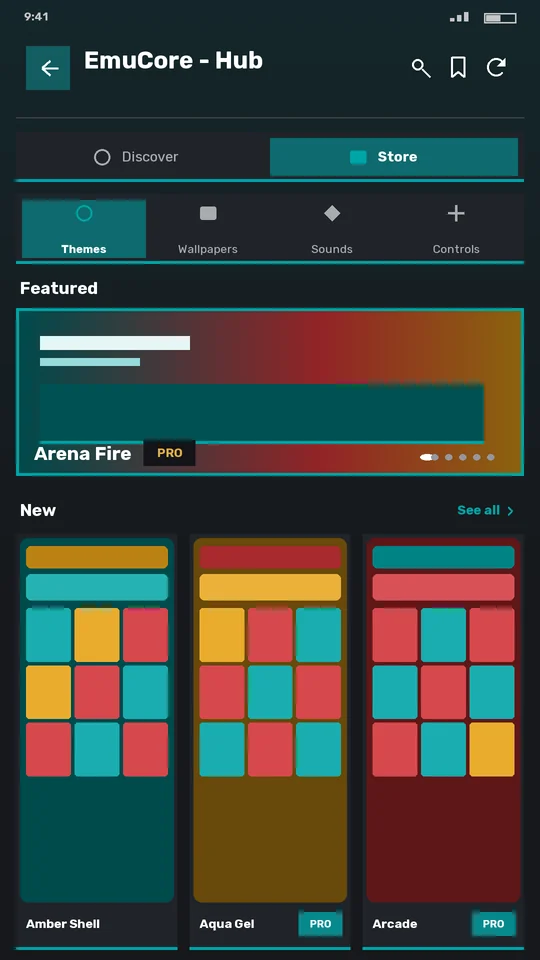 9:41
EmuCore - Hub
Discover
Store
Themes
Wallpapers
Sounds
Controls
Featured
Arena Fire
PRO
New
See all
Amber Shell
Aqua Gel
PRO
Arcade
PRO